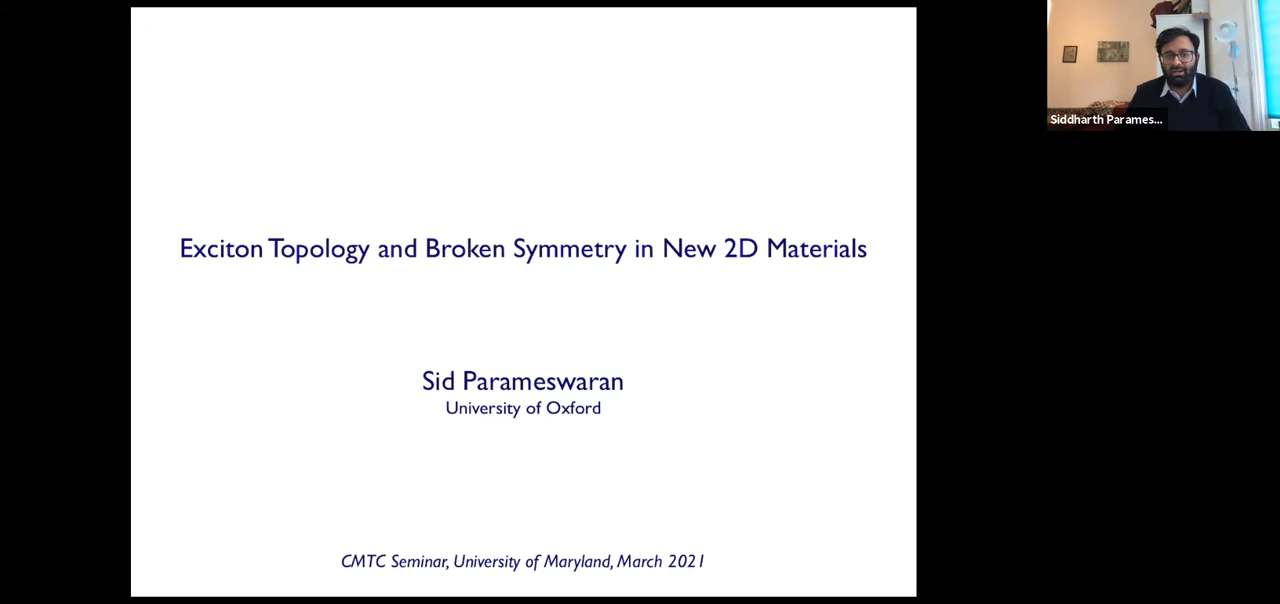 Exciton Topology and Broken Symmetry in New 2D Materials
Sid Parameswaran
University of Oxford
CMTC Seminar, University of Maryland, March 2021
Siddharth Parames...